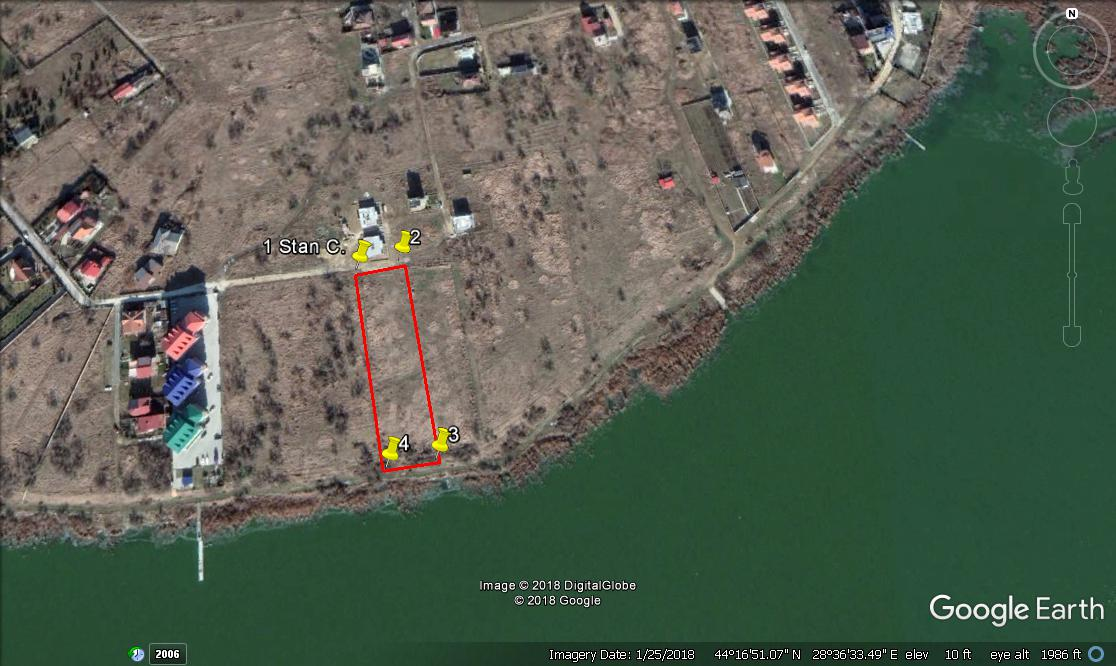 N
1 Stan C.
2
3
4
Image © 2018 DigitalGlobe
© 2018 Google
Google Earth
2006
Imagery Date: 1/25/2018 44°16'51.07" N 28°36'33.49" E elev 10 ft eye alt 1986 ft